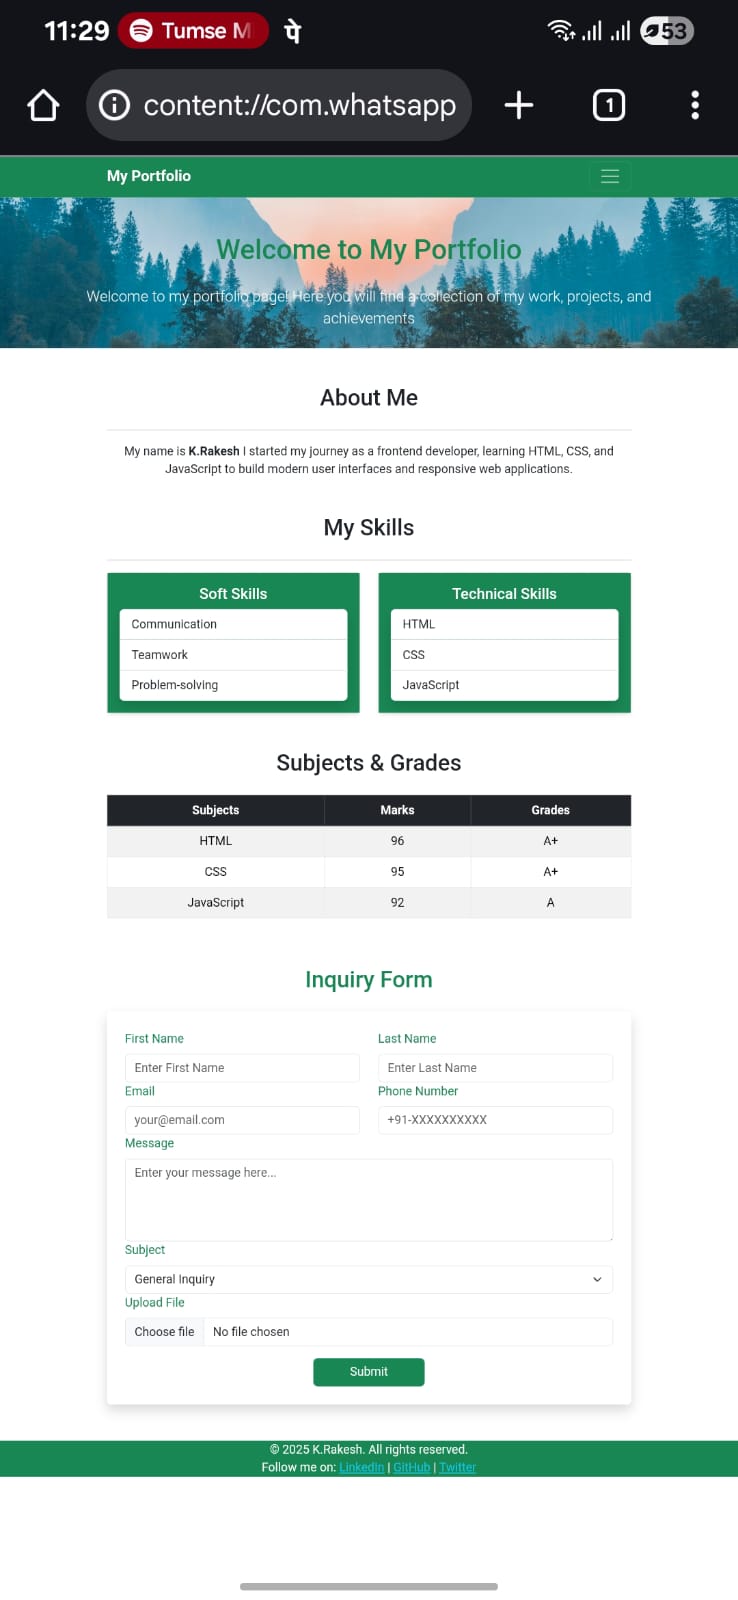 11:29 Tumse M पे 53
content://com.whatsapp 1
My Portfolio
Welcome to My Portfolio
Welcome to my portfolio page! Here you will find a collection of my work, projects, and
achievements
About Me
My name is K.Rakesh I started my journey as a frontend developer, learning HTML, CSS, and
JavaScript to build modern user interfaces and responsive web applications.
My Skills
Soft Skills
Communication
Teamwork
Problem-solving
Technical Skills
HTML
CSS
JavaScript
Subjects & Grades
Subjects Marks Grades
HTML 96 A+
CSS 95 A+
JavaScript 92 A
Inquiry Form
First Name Last Name
Enter First Name Enter Last Name
Email Phone Number
your@email.com +91-XXXXXXXXXX
Message
Enter your message here...
Subject
General Inquiry
Upload File
Choose file No file chosen
Submit
© 2025 K.Rakesh. All rights reserved.
Follow me on: LinkedIn | GitHub | Twitter